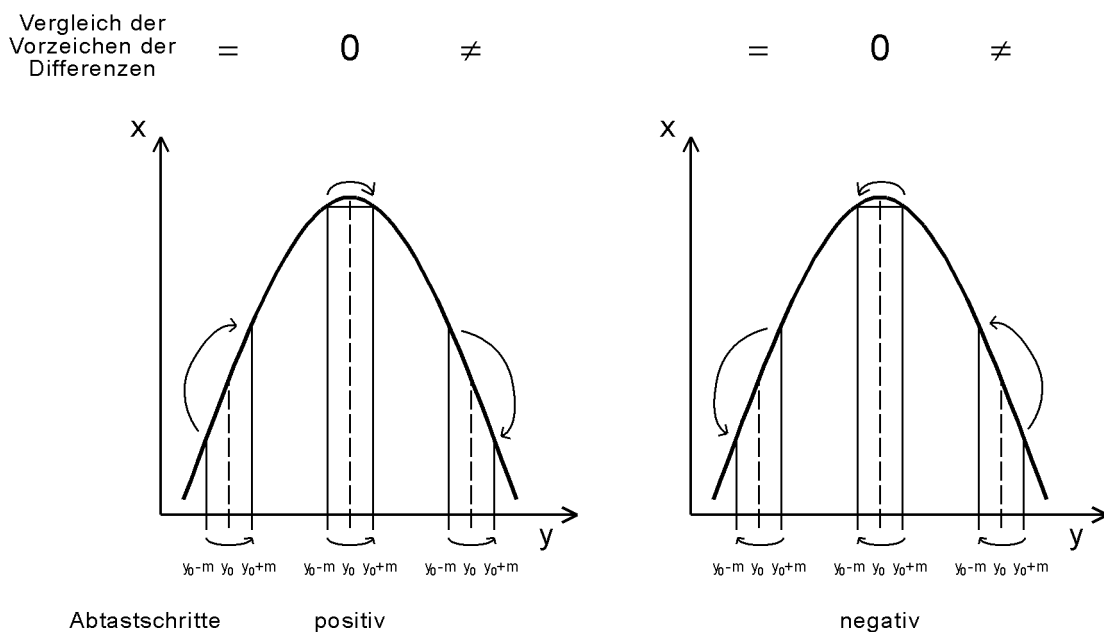 Vergleich der
Vorzeichen der
Differenzen
= 0 ≠ = 0 ≠
x x
y y
y₀-m y₀ y₀+m y₀-m y₀ y₀+m y₀-m y₀ y₀+m y₀-m y₀ y₀+m y₀-m y₀ y₀+m y₀-m y₀ y₀+m
Abtastschritte positiv negativ